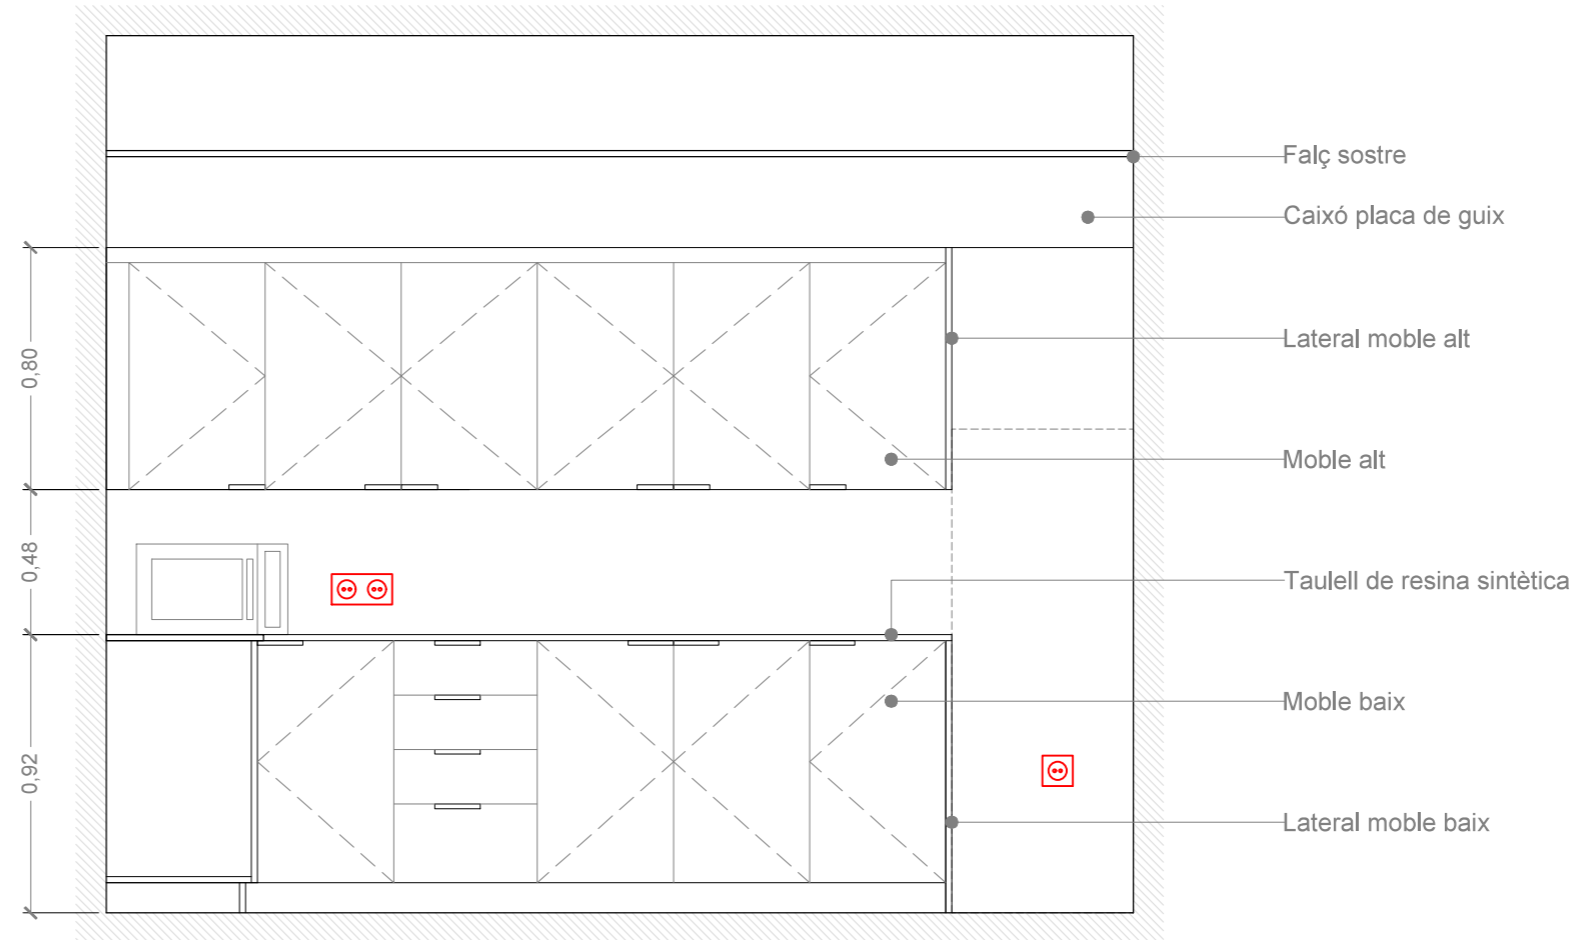 Falç sostre
Caixó placa de guix
Lateral moble alt
0,80
Moble alt
0,48
Taulell de resina sintètica
Moble baix
0,92
Lateral moble baix